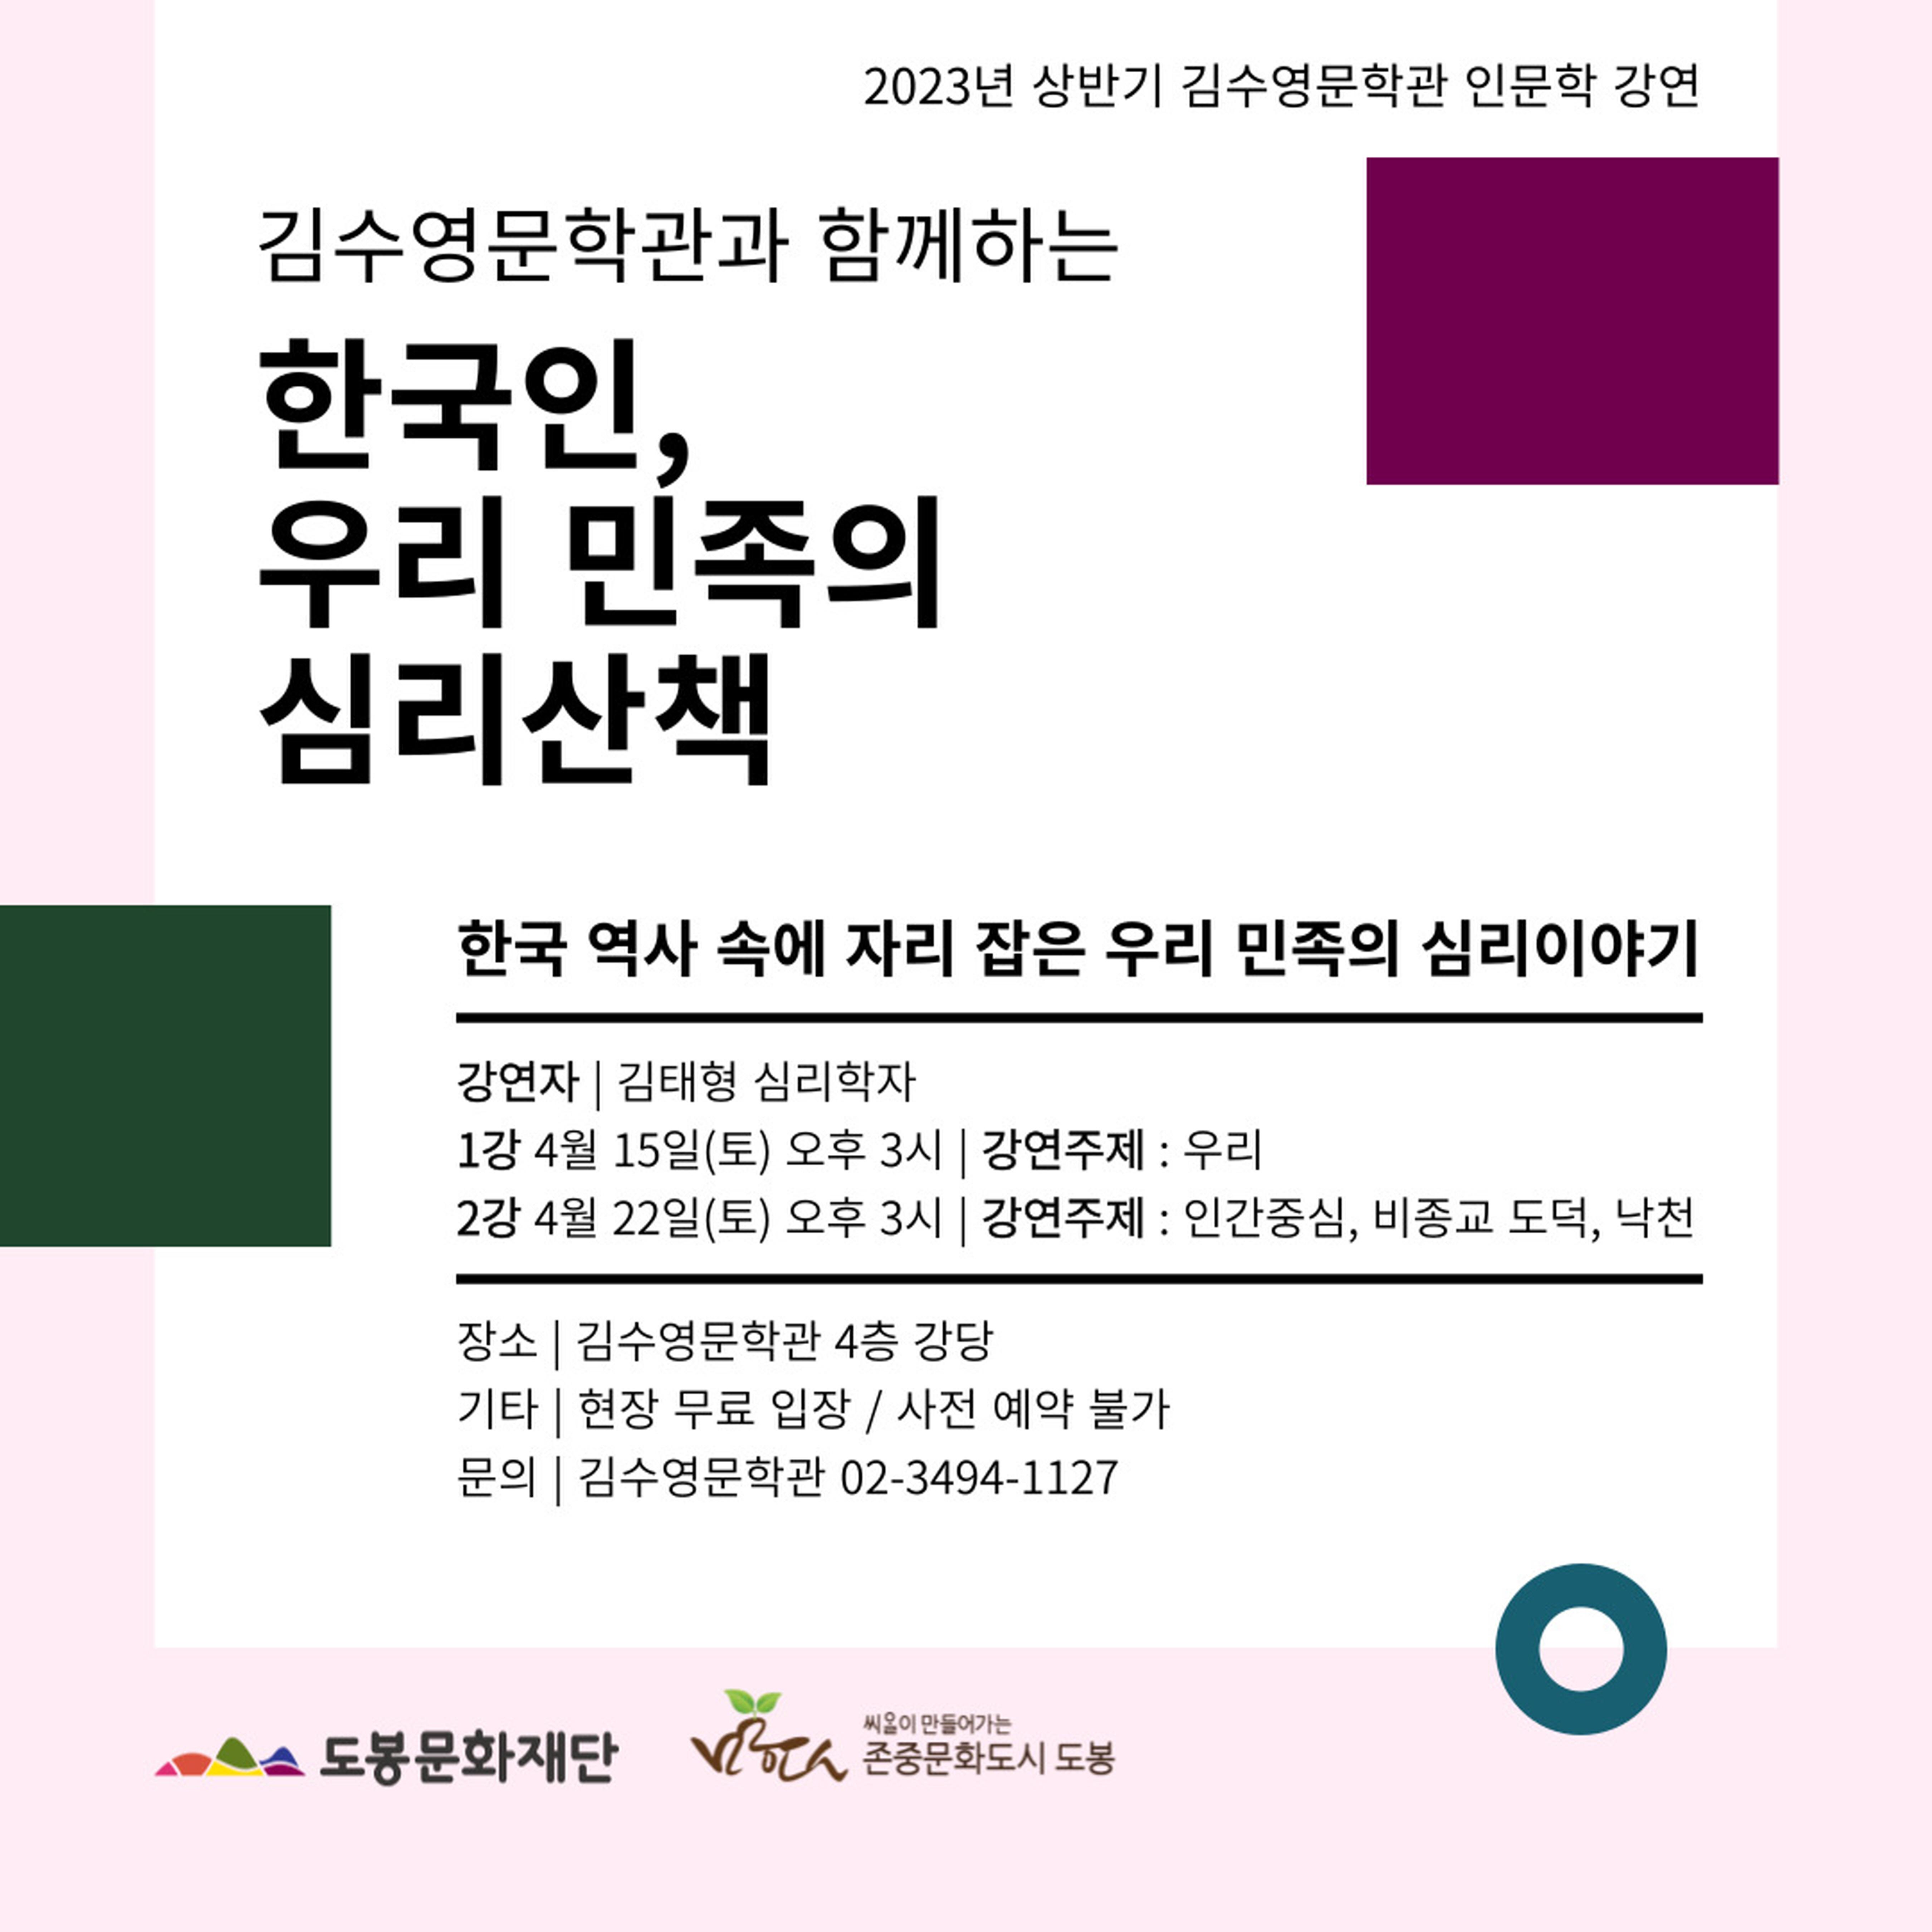 2023년 상반기 김수영문학관 인문학 강연
김수영문학관과 함께하는
한국인,
우리 민족의
심리산책
한국 역사 속에 자리 잡은 우리 민족의 심리이야기
강연자 | 김태형 심리학자
1강 4월 15일(토) 오후 3시 | 강연주제 : 우리
2강 4월 22일(토) 오후 3시 | 강연주제 : 인간중심, 비종교 도덕, 낙천
장소 | 김수영문학관 4층 강당
기타 | 현장 무료 입장 / 사전 예약 불가
문의 | 김수영문학관 02-3494-1127
도봉문화재단
씨올이 만들어가는
존중문화도시 도봉